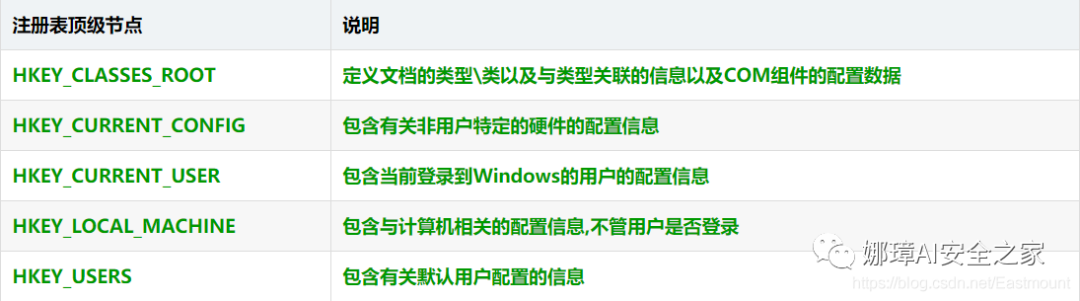 注册表顶级节点 说明
HKEY_CLASSES_ROOT 定义文档的类型\类以及与类型关联的信息以及COM组件的配置数据
HKEY_CURRENT_CONFIG 包含有关非用户特定的硬件的配置信息
HKEY_CURRENT_USER 包含当前登录到Windows的用户的配置信息
HKEY_LOCAL_MACHINE 包含与计算机相关的配置信息,不管用户是否登录
娜璋AI安全之家
HKEY_USERS 包含有关默认用户配置的信息
https://blog.csdn.net/Eastmount